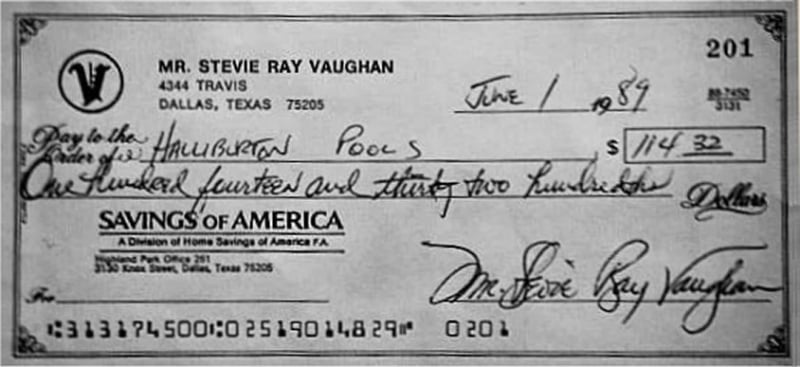 201
MR. STEVIE RAY VAUGHAN
4344 TRAVIS
DALLAS, TEXAS 75205
JUNE 1 1989
88-7450
3131
Pay to the
Order of HALLIBURTON POOLS $ 114 32
One hundred fourteen and thirty two hundredths Dollars
SAVINGS OF AMERICA
A Division of Home Savings of America F.A.
Highland Park Office 251
3130 Knox Street, Dallas, Texas 75205
For
Mr. Stevie Ray Vaughan
⑆313174500⑆02519014829⑈ 0201